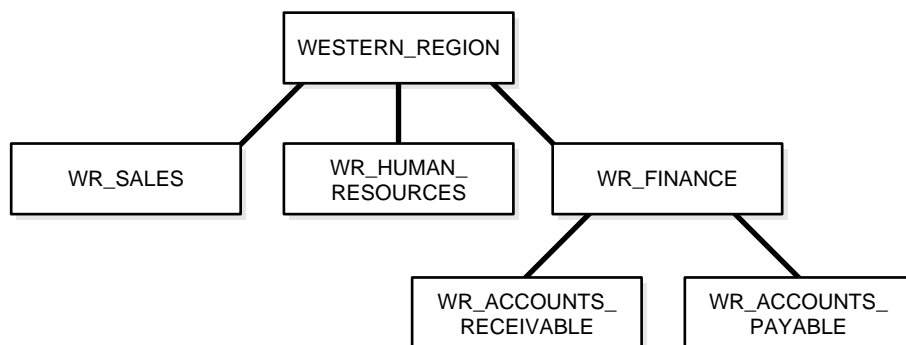 WESTERN_REGION
WR_SALES
WR_HUMAN_
RESOURCES
WR_FINANCE
WR_ACCOUNTS_
RECEIVABLE
WR_ACCOUNTS_
PAYABLE